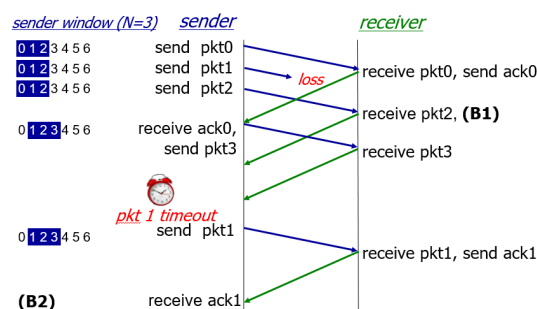 sender window (N=3) sender receiver
0 1 2 3 4 5 6 send pkt0
0 1 2 3 4 5 6 send pkt1 loss receive pkt0, send ack0
0 1 2 3 4 5 6 send pkt2
receive pkt2, (B1)
0 1 2 3 4 5 6 receive ack0,
send pkt3 receive pkt3
pkt 1 timeout
0 1 2 3 4 5 6 send pkt1
receive pkt1, send ack1
(B2) receive ack1